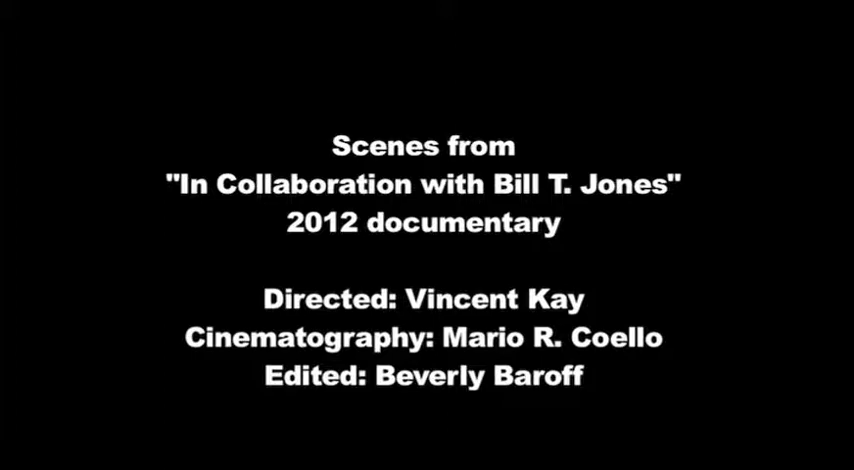 Scenes from
"In Collaboration with Bill T. Jones"
2012 documentary
Directed: Vincent Kay
Cinematography: Mario R. Coello
Edited: Beverly Baroff